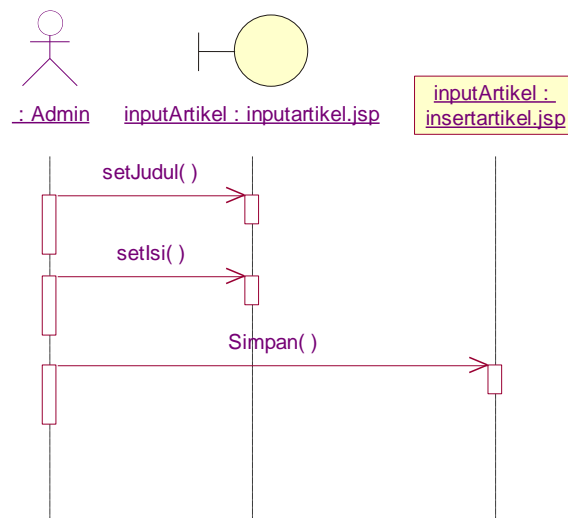 : Admin
inputArtikel : inputartikel.jsp
inputArtikel :
insertartikel.jsp
setJudul( )
setIsi( )
Simpan( )